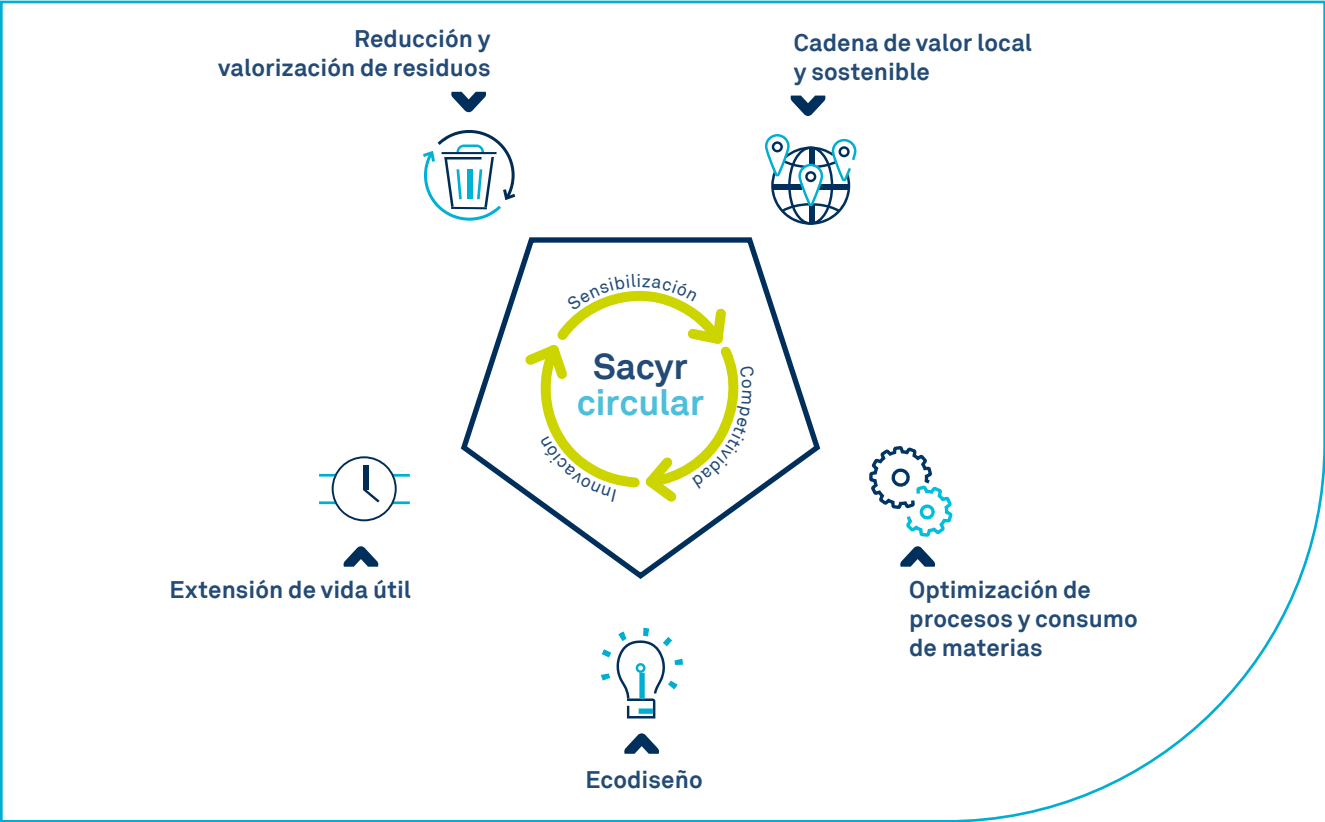 Reducción y
valorización de residuos
Cadena de valor local
y sostenible
Sensibilización
Competitividad
Innovación
Sacyr
circular
Extensión de vida útil
Optimización de
procesos y consumo
de materias
Ecodiseño